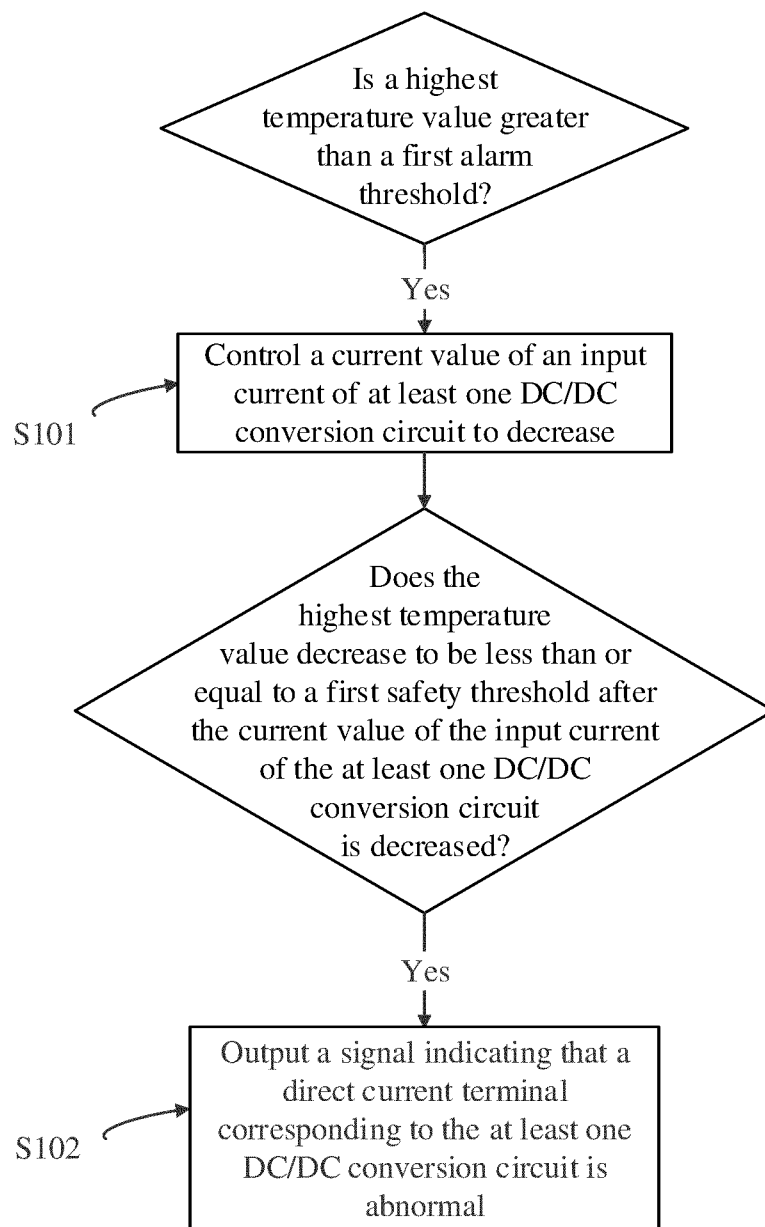 Is a highest
temperature value greater
than a first alarm
threshold?
Yes
Control a current value of an input
current of at least one DC/DC
conversion circuit to decrease
S101
Does the
highest temperature
value decrease to be less than or
equal to a first safety threshold after
the current value of the input current
of the at least one DC/DC
conversion circuit
is decreased?
Yes
Output a signal indicating that a
direct current terminal
corresponding to the at least one
DC/DC conversion circuit is
abnormal
S102